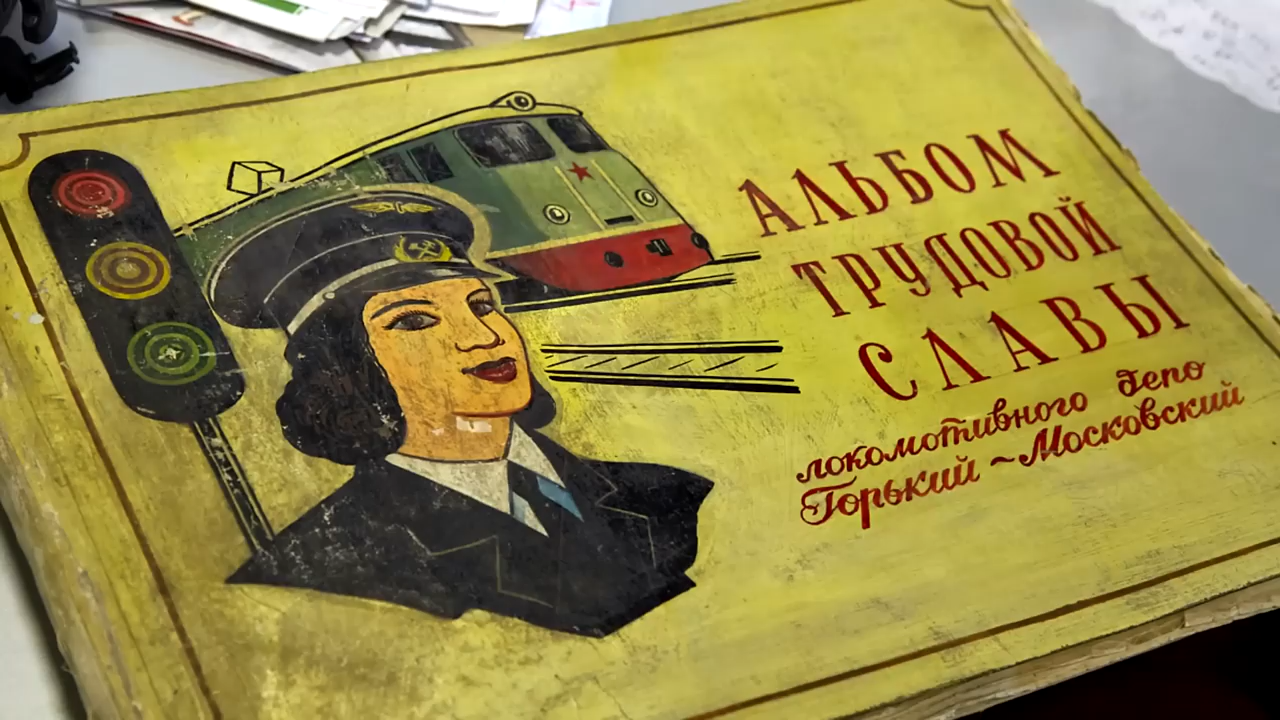 АЛЬБОМ
ТРУДОВОЙ
СЛАВЫ
локомотивного депо
Горький ~ Московский